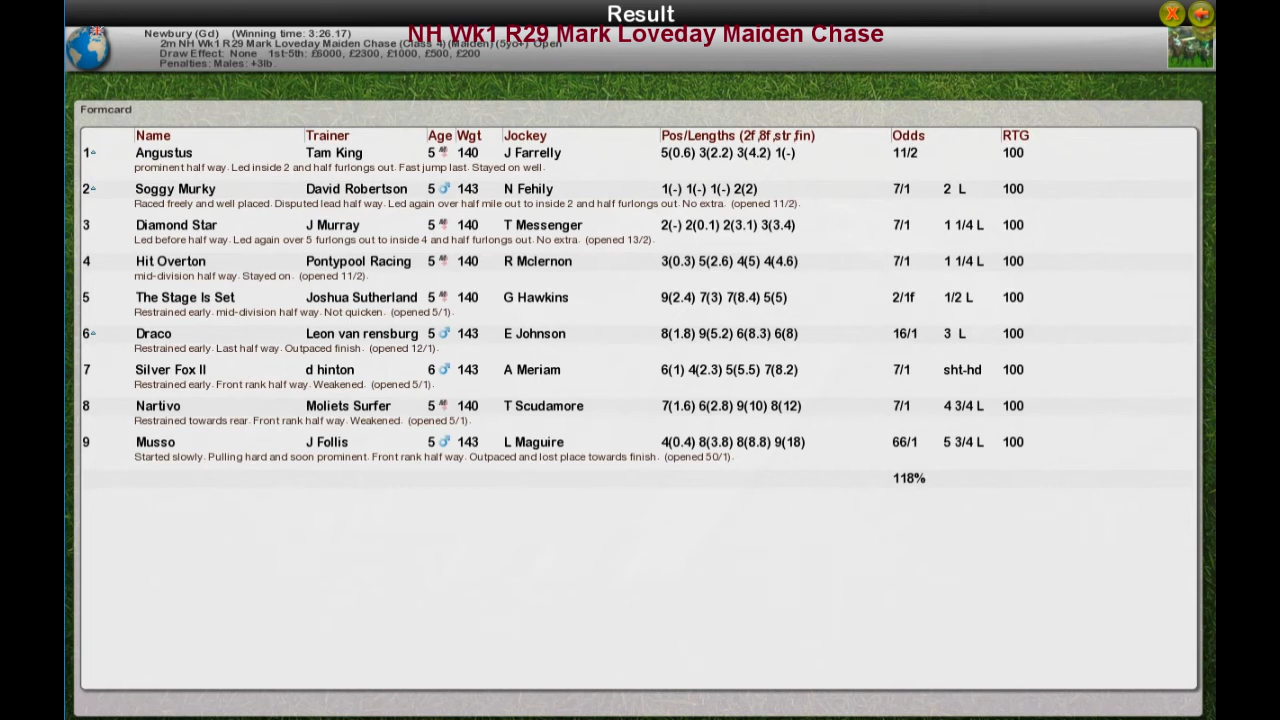 Result
NH Wk1 R29 Mark Loveday Maiden Chase
Newbury (Gd) (Winning time: 3:26.17)
2m NH Wk1 R29 Mark Loveday Maiden Chase (Class 4) (Maiden) (5yo+) Open
Draw Effect: None 1st-5th: £6000, £2300, £1000, £500, £200
Penalties: Males: +3lb.
Formcard
Name Trainer Age Wgt Jockey Pos/Lengths (2f,8f,str,fin) Odds RTG
1 Angustus Tam King 5 140 J Farrelly 5(0.6) 3(2.2) 3(4.2) 1(-) 11/2 100
prominent half way. Led inside 2 and half furlongs out. Fast jump last. Stayed on well.
2 Soggy Murky David Robertson 5 143 N Fehily 1(-) 1(-) 1(-) 2(2) 7/1 2 L 100
Raced freely and well placed. Disputed lead half way. Led again over half mile out to inside 2 and half furlongs out. No extra. (opened 11/2).
3 Diamond Star J Murray 5 140 T Messenger 2(-) 2(0.1) 2(3.1) 3(3.4) 7/1 1 1/4 L 100
Led before half way. Led again over 5 furlongs out to inside 4 and half furlongs out. No extra. (opened 13/2).
4 Hit Overton Pontypool Racing 5 140 R McIernon 3(0.3) 5(2.6) 4(5) 4(4.6) 7/1 1 1/4 L 100
mid-division half way. Stayed on. (opened 11/2).
5 The Stage Is Set Joshua Sutherland 5 140 G Hawkins 9(2.4) 7(3) 7(8.4) 5(5) 2/1f 1/2 L 100
Restrained early. mid-division half way. Not quicken. (opened 5/1).
6 Draco Leon van rensburg 5 143 E Johnson 8(1.8) 9(5.2) 6(8.3) 6(8) 16/1 3 L 100
Restrained early. Last half way. Outpaced finish. (opened 12/1).
7 Silver Fox II d hinton 6 143 A Meriam 6(1) 4(2.3) 5(5.5) 7(8.2) 7/1 sht-hd 100
Restrained early. Front rank half way. Weakened. (opened 5/1).
8 Nartivo Moliets Surfer 5 140 T Scudamore 7(1.6) 6(2.8) 9(10) 8(12) 7/1 4 3/4 L 100
Restrained towards rear. Front rank half way. Weakened. (opened 5/1).
9 Musso J Follis 5 143 L Maguire 4(0.4) 8(3.8) 8(8.8) 9(18) 66/1 5 3/4 L 100
Started slowly. Pulling hard and soon prominent. Front rank half way. Outpaced and lost place towards finish. (opened 50/1).
118%